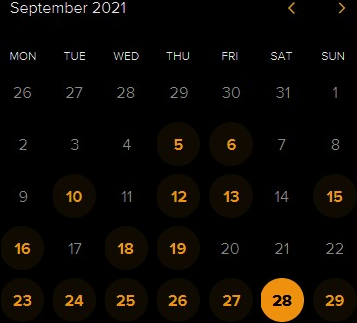 September 2021
MON TUE WED THU FRI SAT SUN
26 27 28 29 30 31 1
2 3 4 5 6 7 8
9 10 11 12 13 14 15
16 17 18 19 20 21 22
23 24 25 26 27 28 29